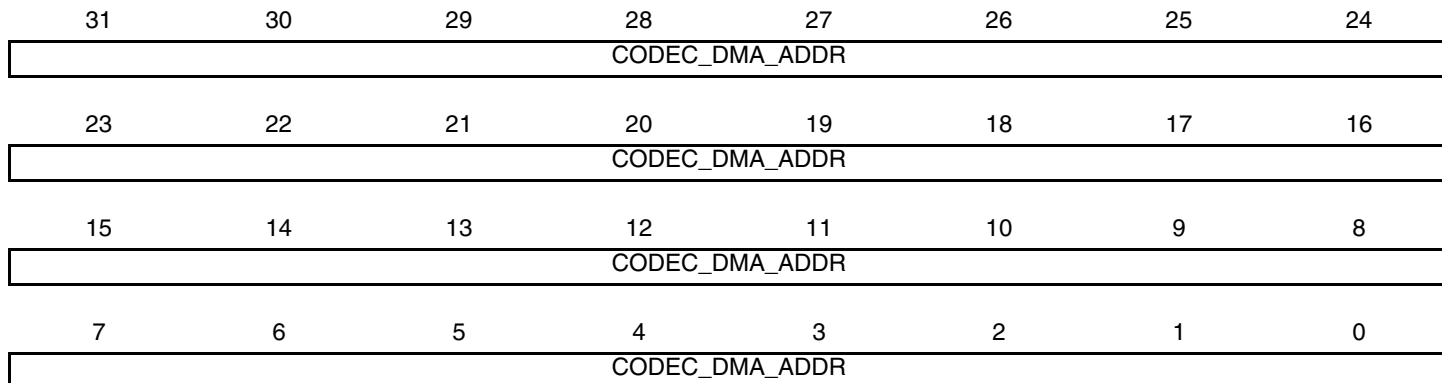 31 30 29 28 27 26 25 24
CODEC_DMA_ADDR
23 22 21 20 19 18 17 16
CODEC_DMA_ADDR
15 14 13 12 11 10 9 8
CODEC_DMA_ADDR
7 6 5 4 3 2 1 0
CODEC_DMA_ADDR